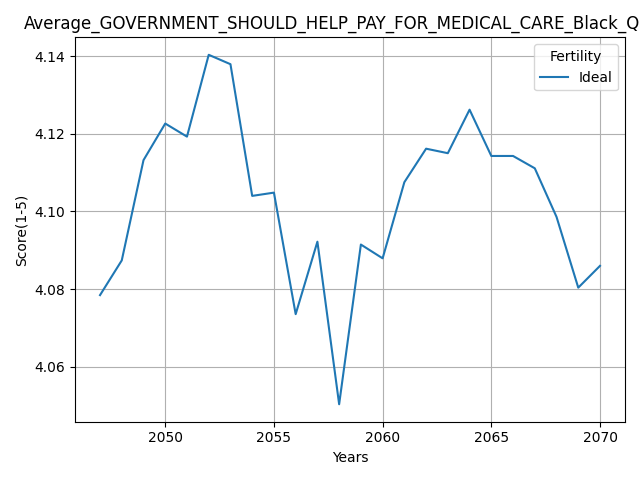 Average_GOVERNMENT_SHOULD_HELP_PAY_FOR_MEDICAL_CARE_Black_Q
Fertility
Ideal
4.14
4.12
4.10
4.08
4.06
Score(1-5)
2050 2055 2060 2065 2070
Years